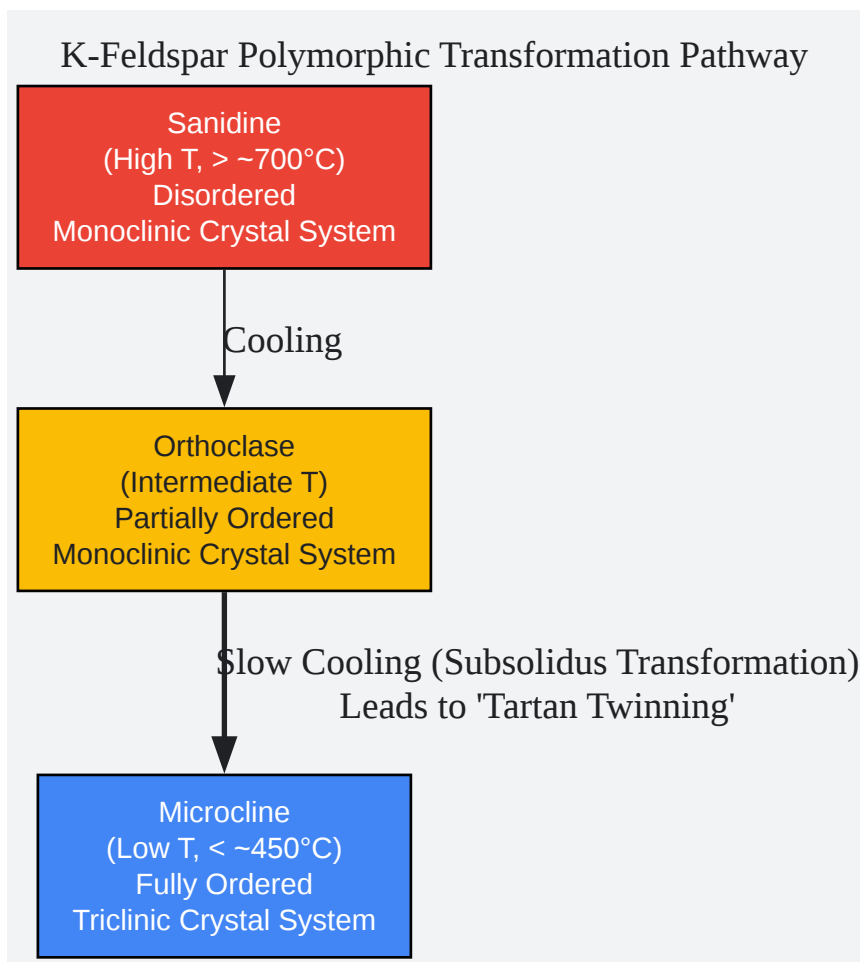 K-Feldspar Polymorphic Transformation Pathway
Sanidine
(High T, > ~700°C)
Disordered
Monoclinic Crystal System
Cooling
Orthoclase
(Intermediate T)
Partially Ordered
Monoclinic Crystal System
Slow Cooling (Subsolidus Transformation)
Leads to 'Tartan Twinning'
Microcline
(Low T, < ~450°C)
Fully Ordered
Triclinic Crystal System